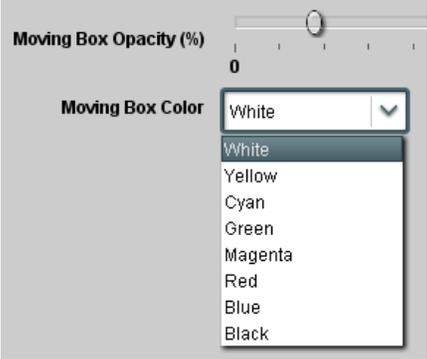 Moving Box Opacity (%)
0
Moving Box Color
White
White
Yellow
Cyan
Green
Magenta
Red
Blue
Black